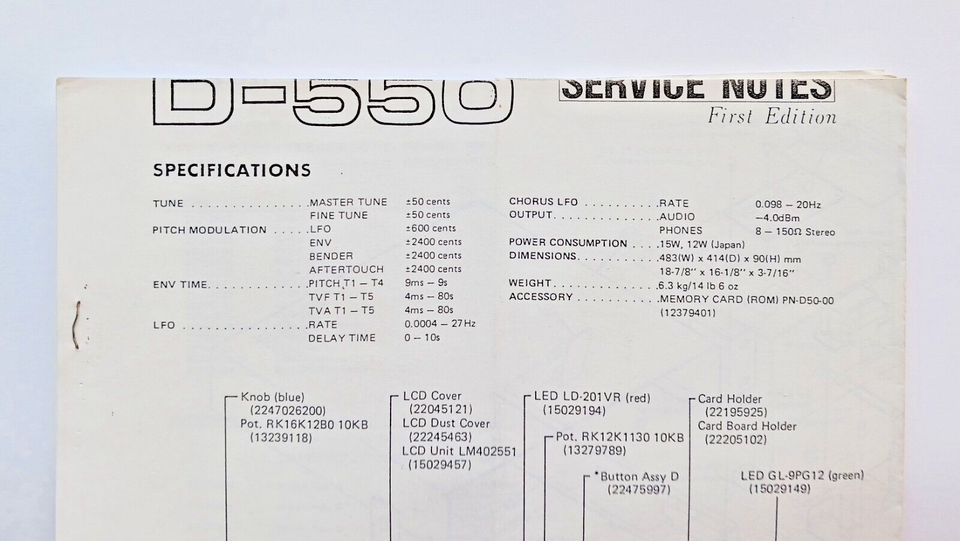 D-550
SERVICE NOTES
First Edition
SPECIFICATIONS
TUNE . . . . . . . . . . . . . . . MASTER TUNE ±50 cents
FINE TUNE ±50 cents
PITCH MODULATION . . . . . LFO ±600 cents
ENV ±2400 cents
BENDER ±2400 cents
AFTERTOUCH ±2400 cents
ENV TIME. . . . . . . . . . . . . . PITCH T1 – T4 9ms – 9s
TVF T1 – T5 4ms – 80s
TVA T1 – T5 4ms – 80s
LFO . . . . . . . . . . . . . . . . RATE 0.0004 – 27Hz
DELAY TIME 0 – 10s
CHORUS LFO . . . . . . . . . . RATE 0.098 – 20Hz
OUTPUT. . . . . . . . . . . . . . AUDIO –4.0dBm
PHONES 8 – 150Ω Stereo
POWER CONSUMPTION . . . . 15W, 12W (Japan)
DIMENSIONS. . . . . . . . . . . 483(W) x 414(D) x 90(H) mm
18-7/8" x 16-1/8" x 3-7/16"
WEIGHT. . . . . . . . . . . . . . 6.3 kg/14 lb 6 oz
ACCESSORY . . . . . . . . . . . MEMORY CARD (ROM) PN-D50-00
(12379401)
Knob (blue)
(2247026200)
Pot. RK16K12B0 10KB
(13239118)
LCD Cover
(22045121)
LCD Dust Cover
(22245463)
LCD Unit LM402551
(15029457)
LED LD-201VR (red)
(15029194)
Pot. RK12K1130 10KB
(13279789)
*Button Assy D
(22475997)
Card Holder
(22195925)
Card Board Holder
(22205102)
LED GL-9PG12 (green)
(15029149)